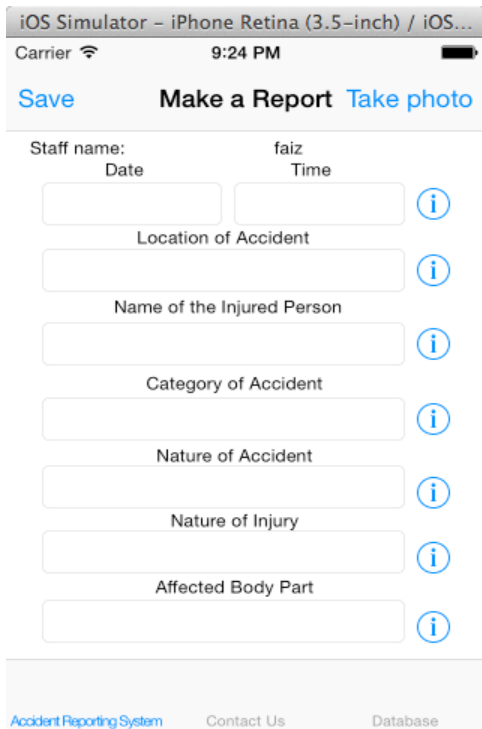 iOS Simulator – iPhone Retina (3.5–inch) / iOS...
Carrier 9:24 PM
Save Make a Report Take photo
Staff name: faiz
Date Time
Location of Accident
Name of the Injured Person
Category of Accident
Nature of Accident
Nature of Injury
Affected Body Part
Accident Reporting System Contact Us Database